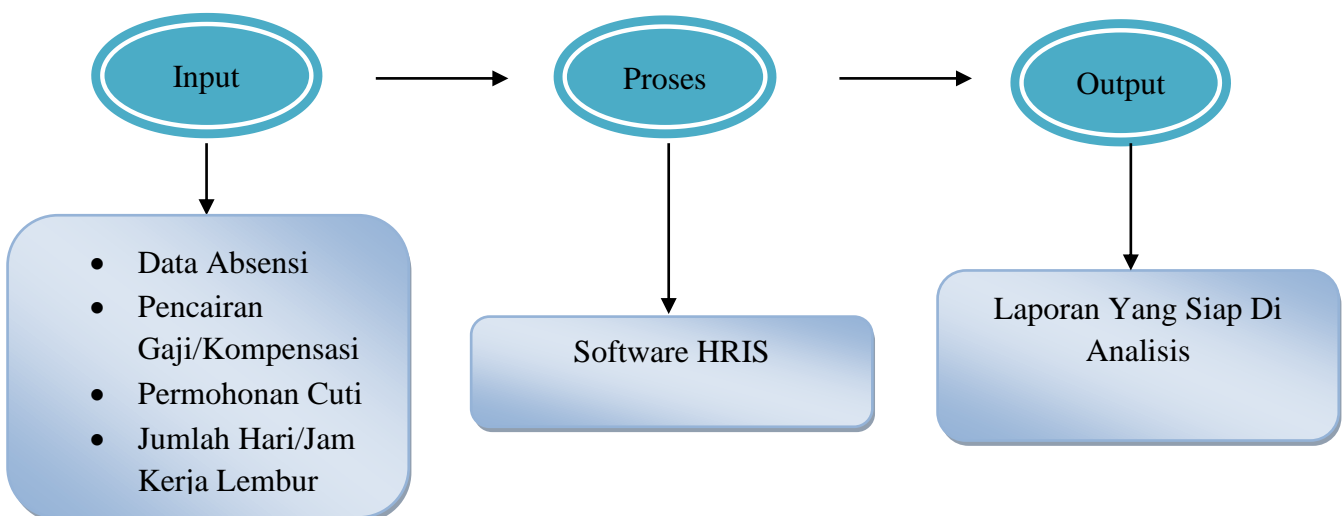 Input
Proses
Output
• Data Absensi
• Pencairan
Gaji/Kompensasi
• Permohonan Cuti
• Jumlah Hari/Jam
Kerja Lembur
Software HRIS
Laporan Yang Siap Di
Analisis